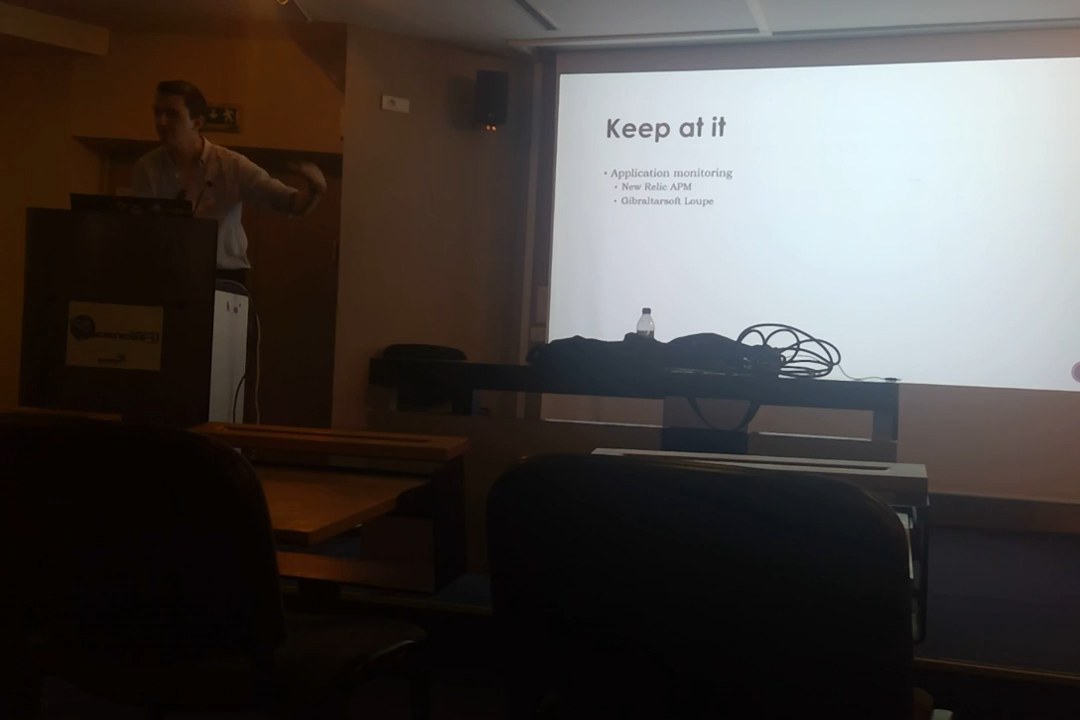 Keep at it
• Application monitoring
• New Relic APM
• Gibraltarsoft Loupe